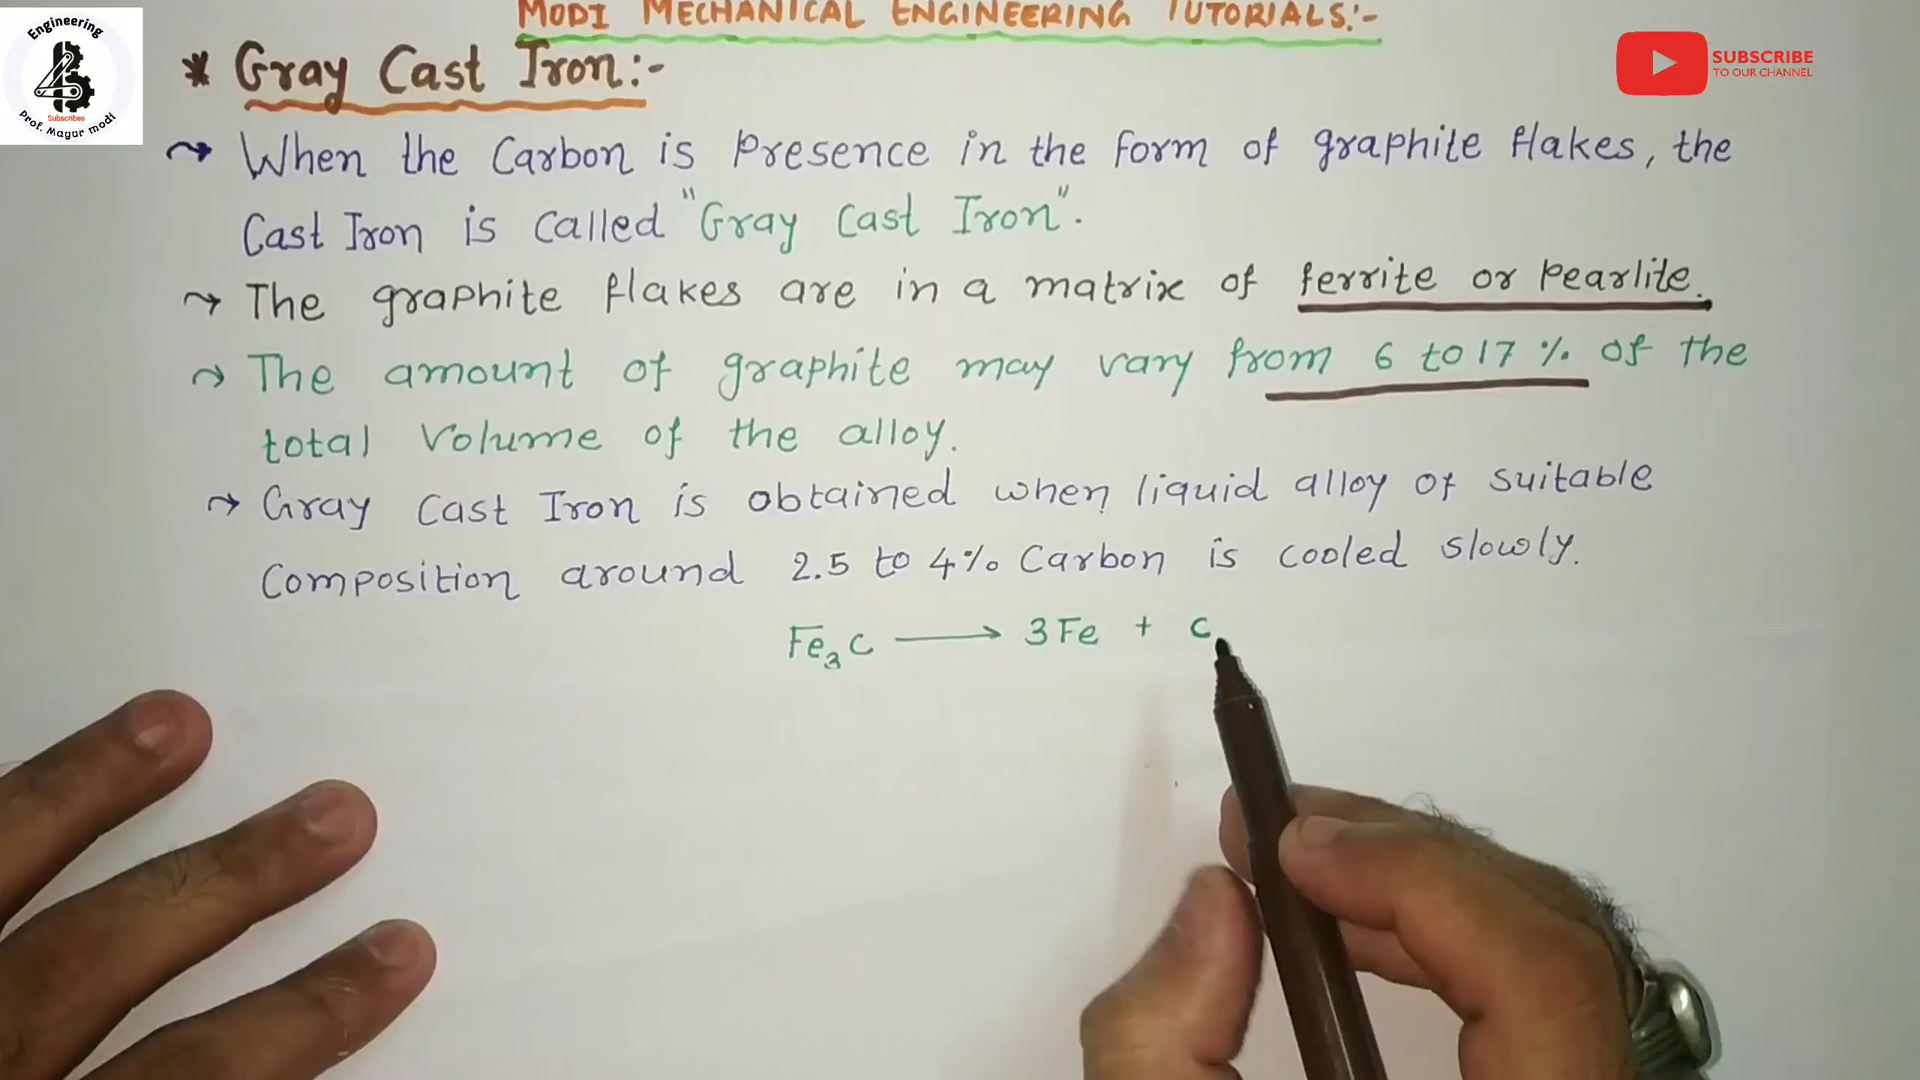 MODI MECHANICAL ENGINEERING TUTORIALS:-
Engineering
Subscribes
Prof. Mayur modi
SUBSCRIBE
TO OUR CHANNEL
* Gray Cast Iron:-
→ When the Carbon is Presence in the form of graphite flakes, the
Cast Iron is called "Gray Cast Iron".
→ The graphite flakes are in a matrix of ferrite or Pearlite.
→ The amount of graphite may vary from 6 to 17 % of the
total volume of the alloy.
→ Gray Cast Iron is obtained when liquid alloy of suitable
Composition around 2.5 to 4% Carbon is cooled slowly.
Fe₃C ⟶ 3Fe + C